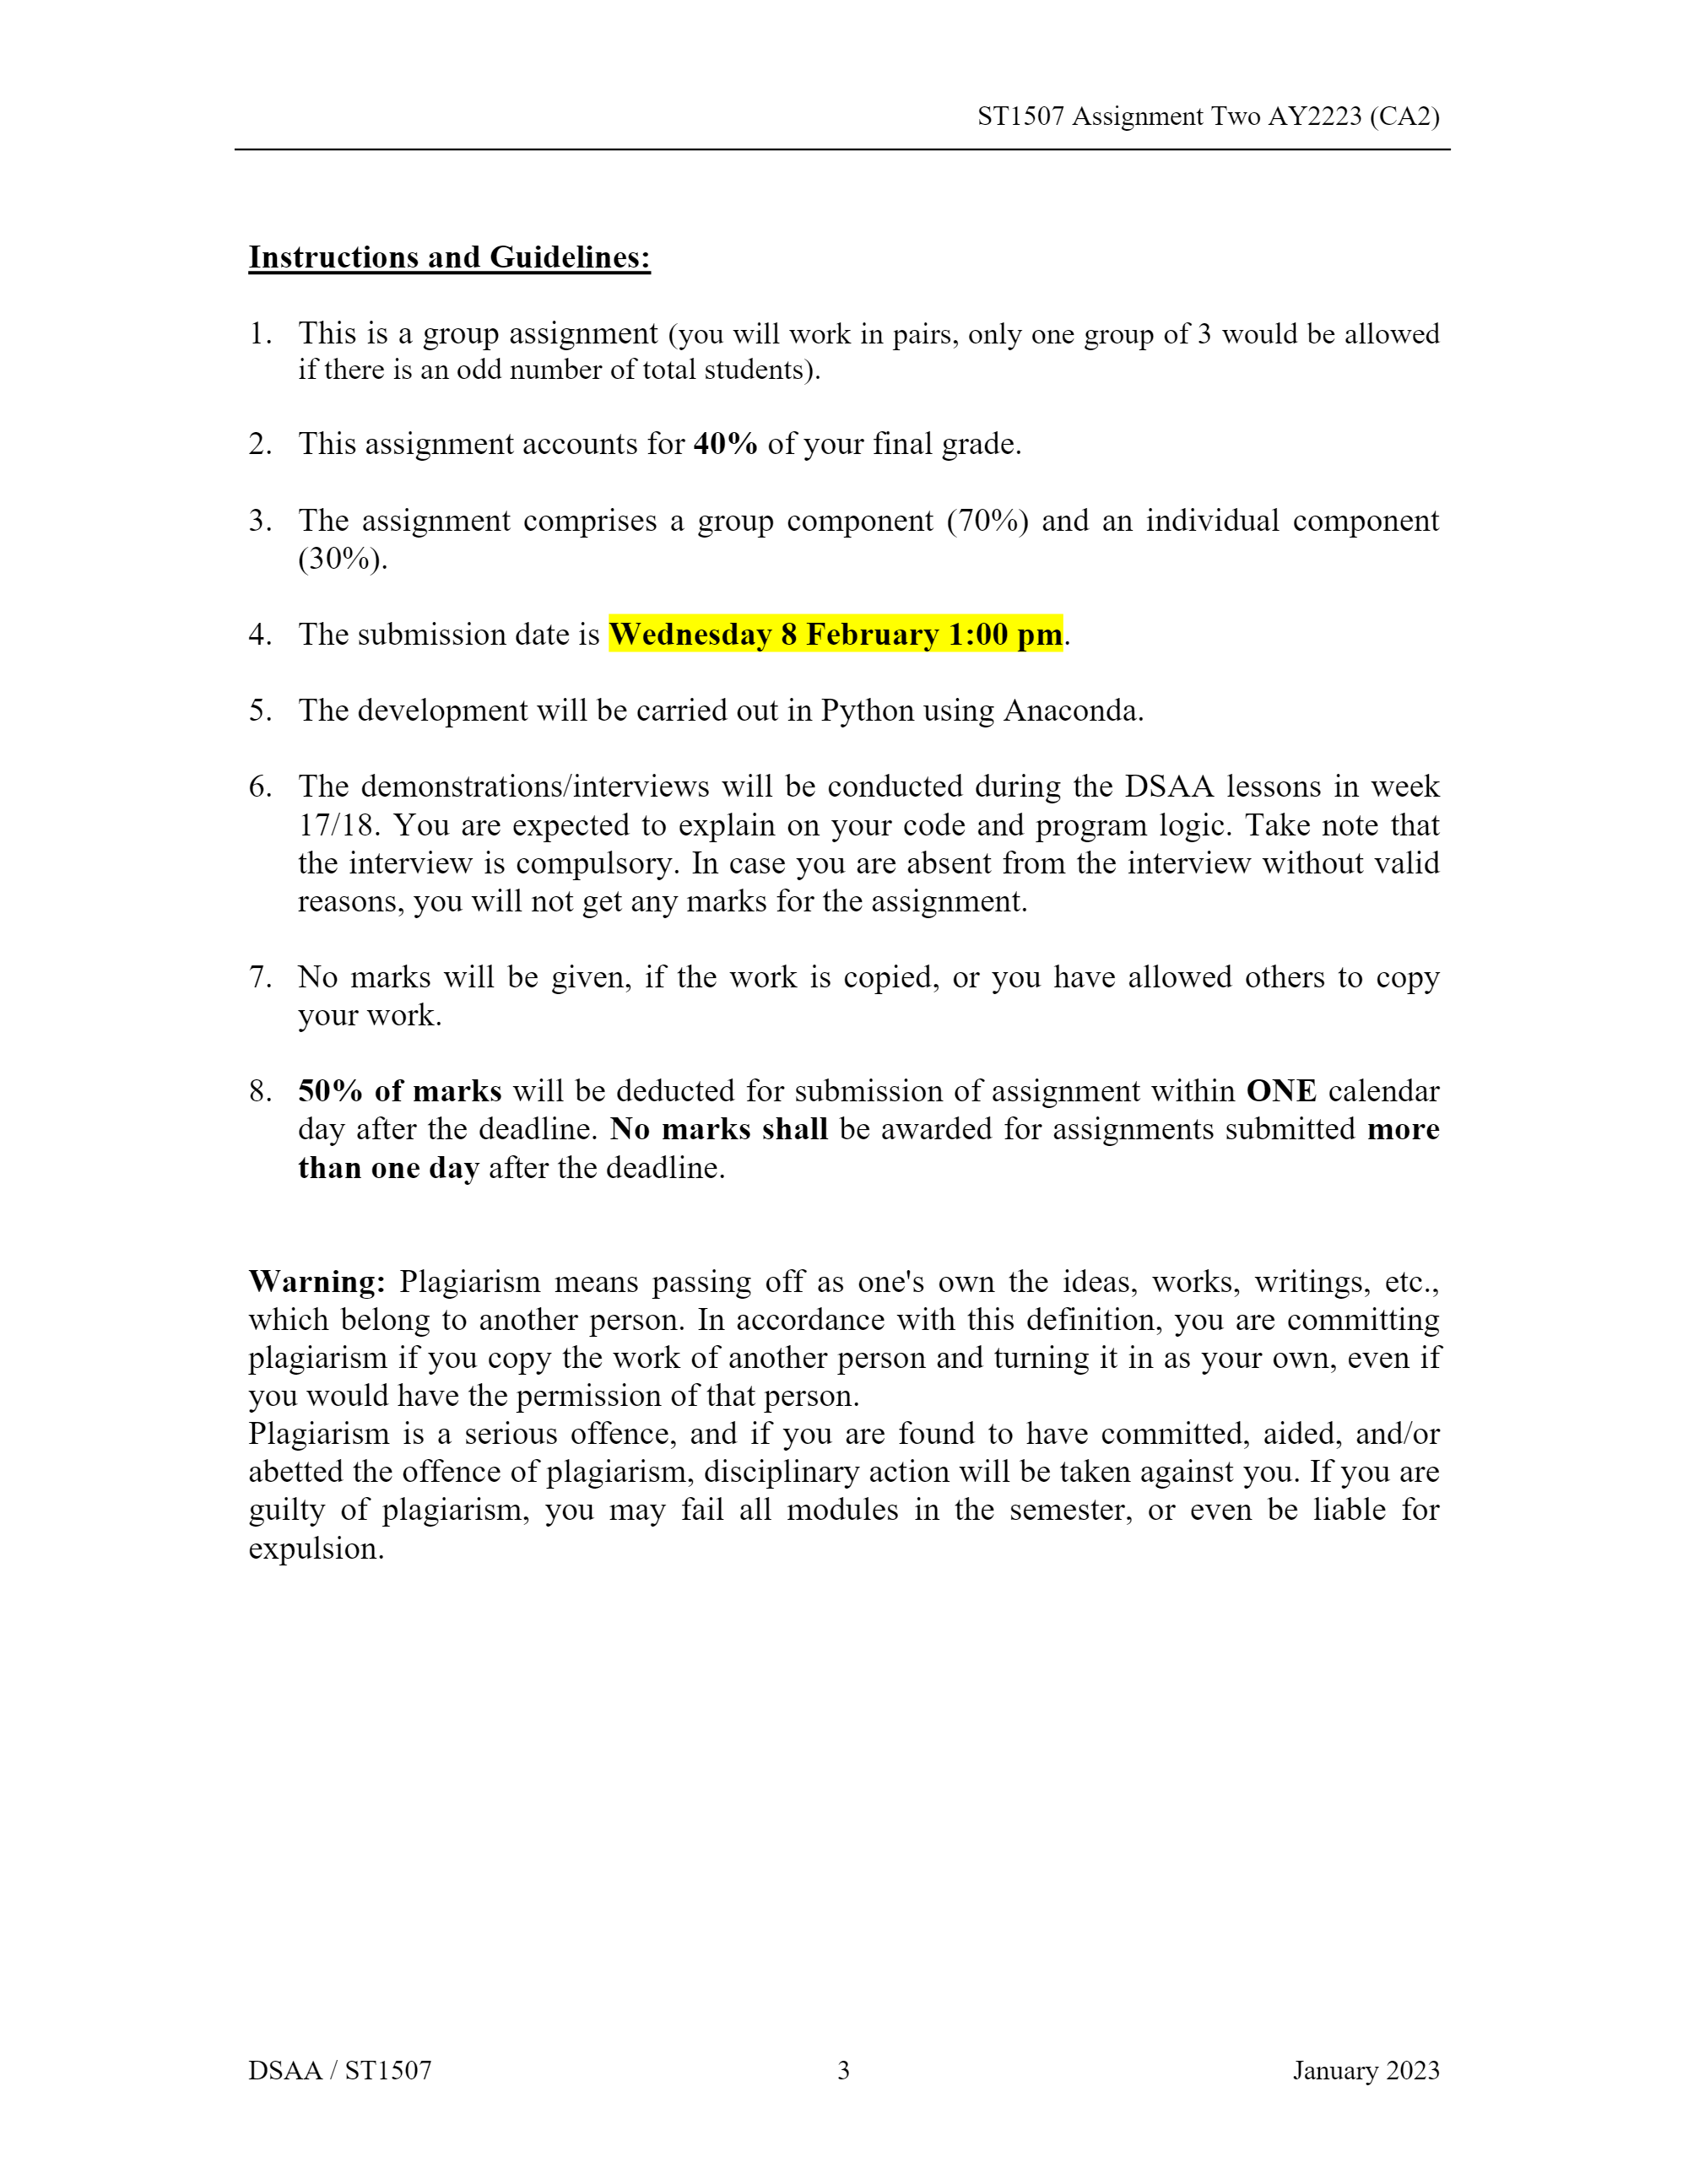 ST1507 Assignment Two AY2223 (CA2)
Instructions and Guidelines:
1. This is a group assignment (you will work in pairs, only one group of 3 would be allowed
if there is an odd number of total students).
2. This assignment accounts for 40% of your final grade.
3. The assignment comprises a group component (70%) and an individual component
(30%).
4. The submission date is Wednesday 8 February 1:00 pm.
5. The development will be carried out in Python using Anaconda.
6. The demonstrations/interviews will be conducted during the DSAA lessons in week
17/18. You are expected to explain on your code and program logic. Take note that
the interview is compulsory. In case you are absent from the interview without valid
reasons, you will not get any marks for the assignment.
7. No marks will be given, if the work is copied, or you have allowed others to copy
your work.
8. 50% of marks will be deducted for submission of assignment within ONE calendar
day after the deadline. No marks shall be awarded for assignments submitted more
than one day after the deadline.
Warning: Plagiarism means passing off as one's own the ideas, works, writings, etc.,
which belong to another person. In accordance with this definition, you are committing
plagiarism if you copy the work of another person and turning it in as your own, even if
you would have the permission of that person.
Plagiarism is a serious offence, and if you are found to have committed, aided, and/or
abetted the offence of plagiarism, disciplinary action will be taken against you. If you are
guilty of plagiarism, you may fail all modules in the semester, or even be liable for
expulsion.
DSAA / ST1507 3 January 2023